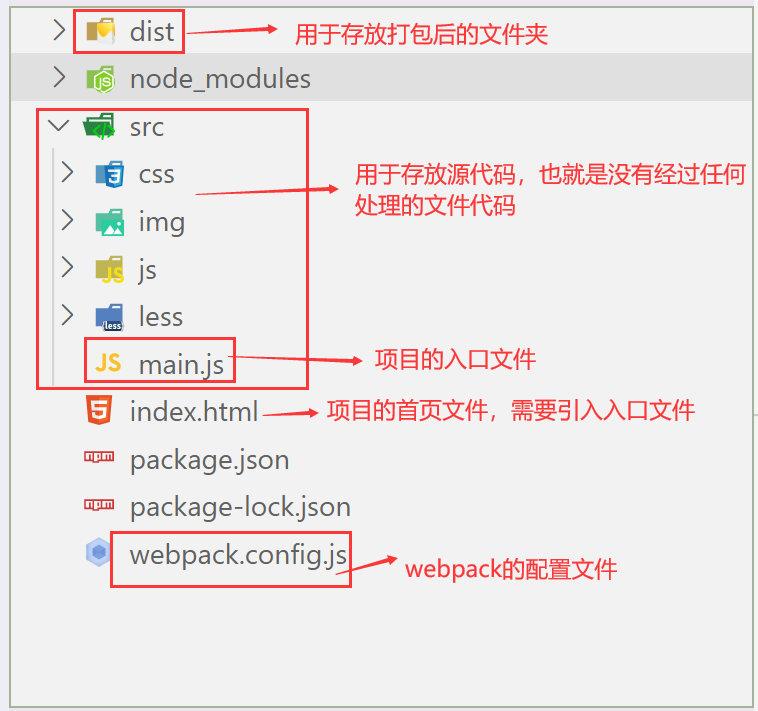 dist
用于存放打包后的文件夹
node_modules
src
css
用于存放源代码，也就是没有经过任何
处理的文件代码
img
JS
js
less
less
JS
main.js
项目的入口文件
index.html
项目的首页文件，需要引入入口文件
package.json
package-lock.json
webpack.config.js
webpack的配置文件